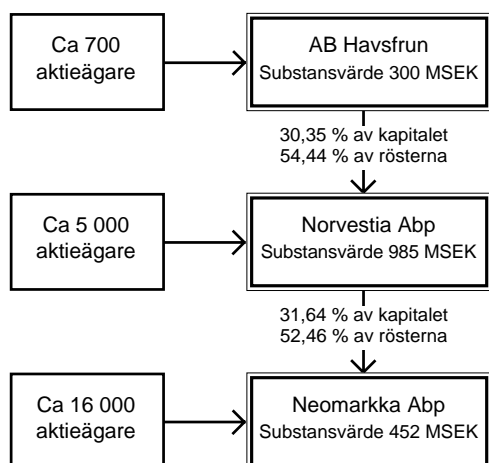 Ca 700
aktieägare
AB Havsfrun
Substansvärde 300 MSEK
30,35 % av kapitalet
54,44 % av rösterna
Ca 5 000
aktieägare
Norvestia Abp
Substansvärde 985 MSEK
31,64 % av kapitalet
52,46 % av rösterna
Ca 16 000
aktieägare
Neomarkka Abp
Substansvärde 452 MSEK